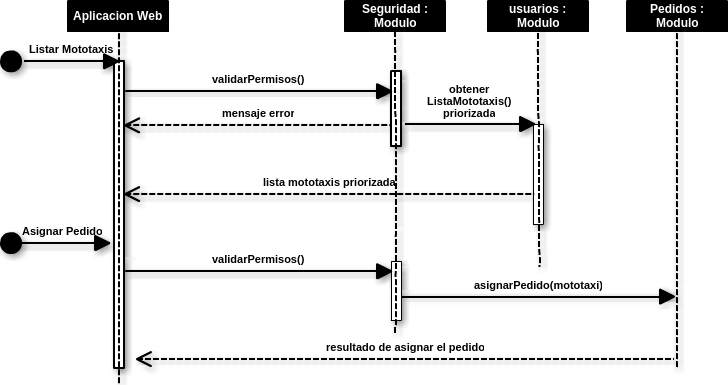 Aplicacion Web
Seguridad :
Modulo
usuarios :
Modulo
Pedidos :
Modulo
Listar Mototaxis
validarPermisos()
obtener
ListaMototaxis()
priorizada
mensaje error
lista mototaxis priorizada
Asignar Pedido
validarPermisos()
asignarPedido(mototaxi)
resultado de asignar el pedido